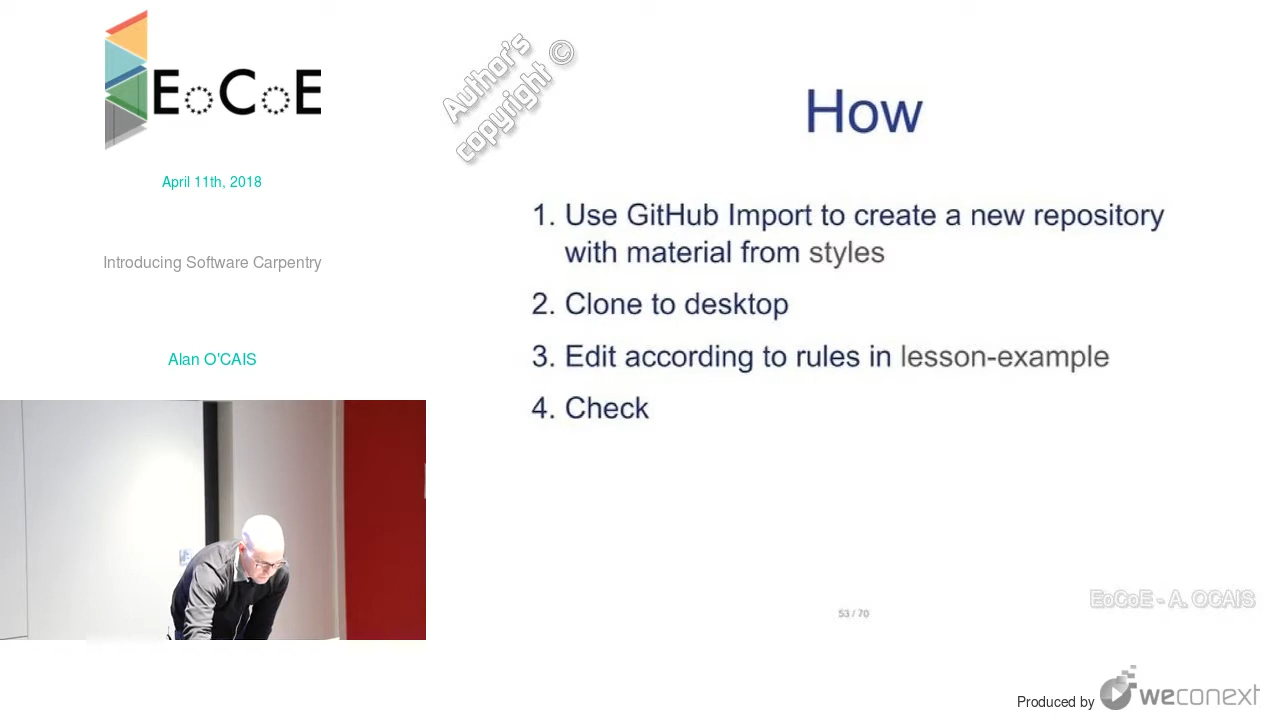 EoCoE
April 11th, 2018
Introducing Software Carpentry
Alan O'CAIS
Author's
copyright ©
How
1. Use GitHub Import to create a new repository
with material from styles
2. Clone to desktop
3. Edit according to rules in lesson-example
4. Check
53 / 70
EoCoE - A. OCAIS
Produced by weconext